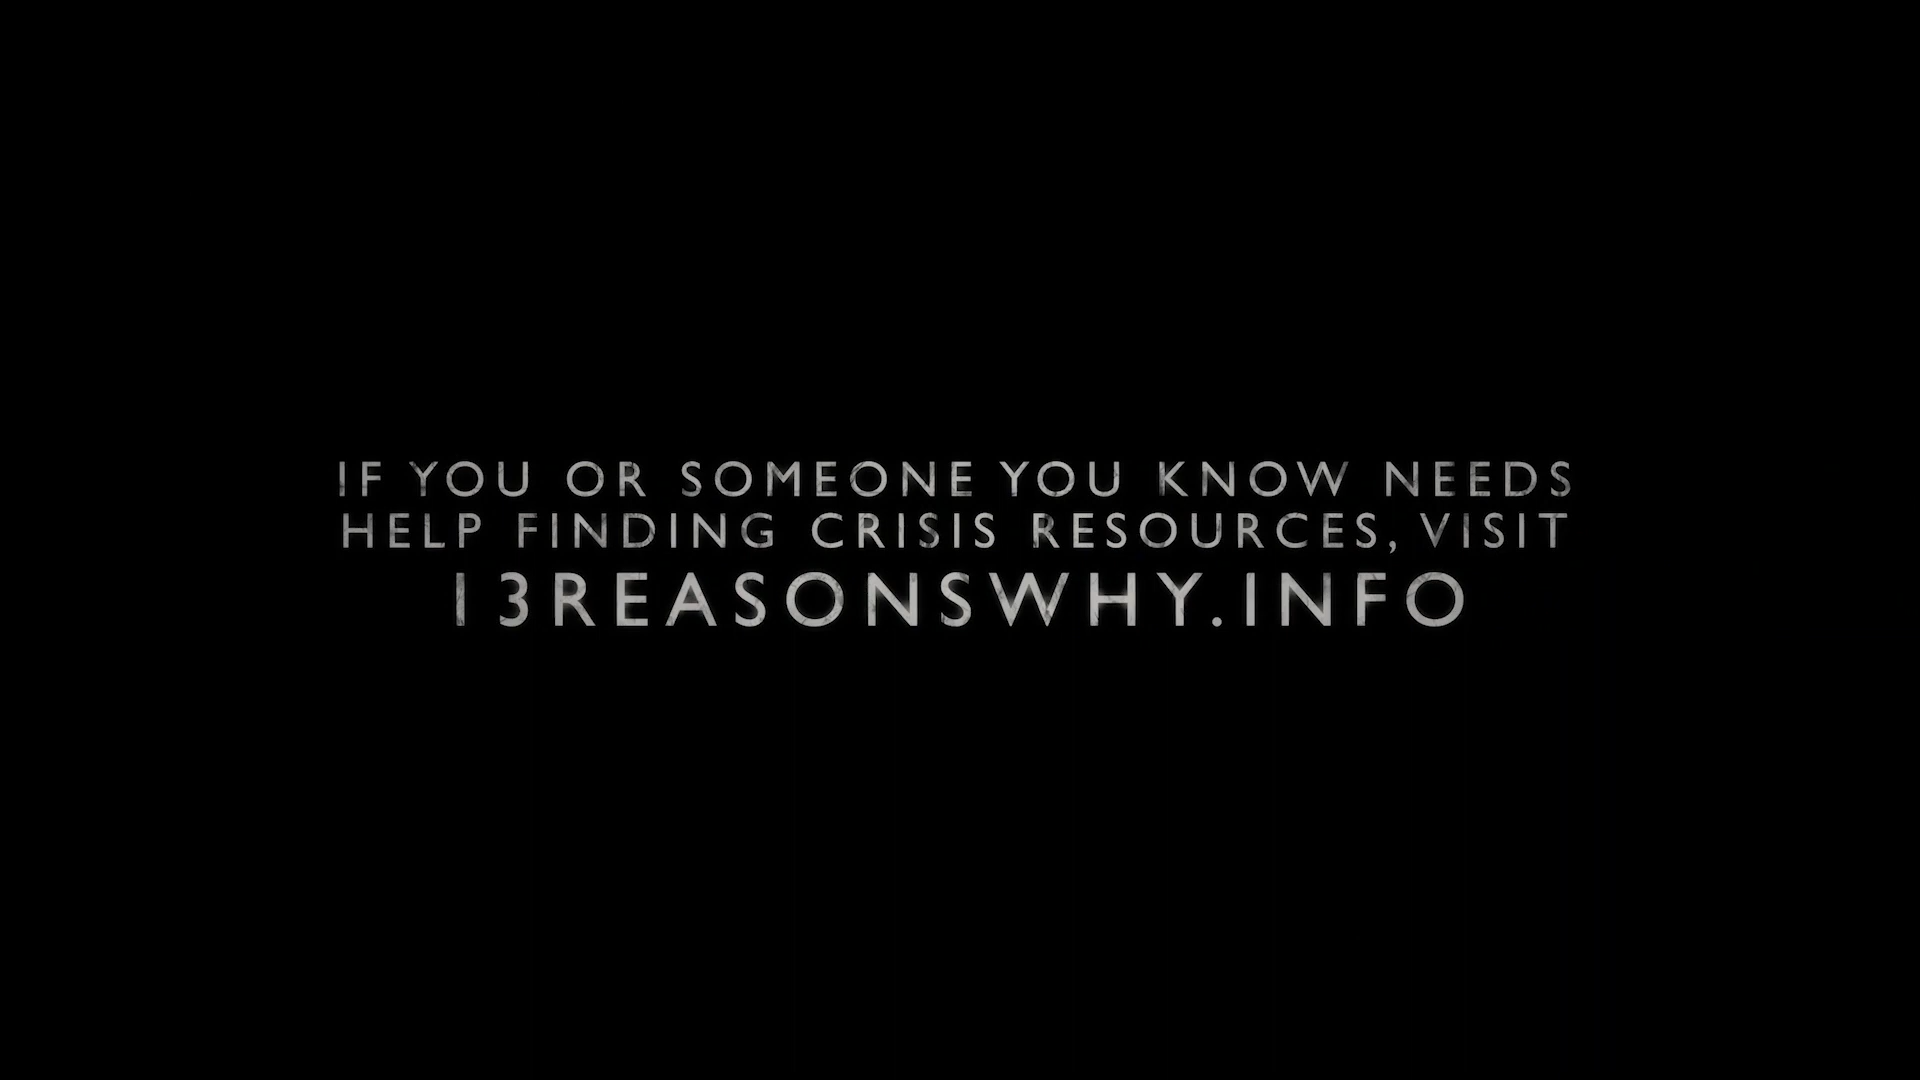 IF YOU OR SOMEONE YOU KNOW NEEDS
HELP FINDING CRISIS RESOURCES, VISIT
13REASONSWHY.INFO